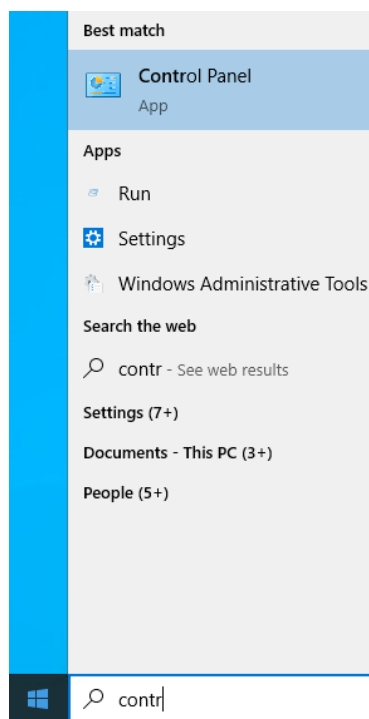 Best match
Control Panel
App
Apps
Run
Settings
Windows Administrative Tools
Search the web
contr - See web results
Settings (7+)
Documents - This PC (3+)
People (5+)
contr